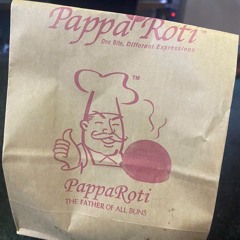 PappaRoti
One Bite, Different Expressions
TM
PappaRoti
THE FATHER OF ALL BUNS